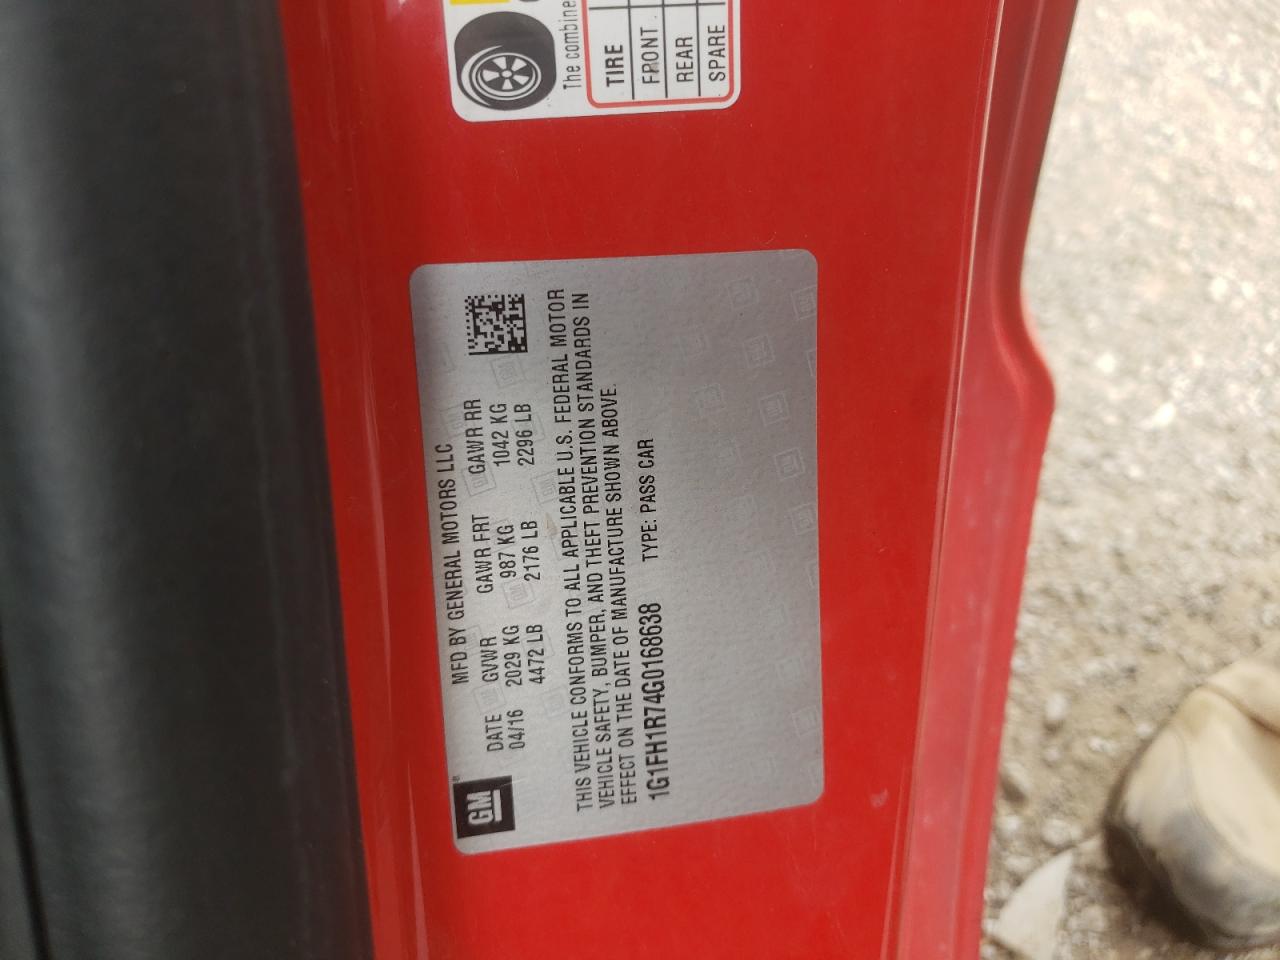 MFD BY GENERAL MOTORS LLC
DATE GVWR GAWR FRT GAWR RR
04/16 2029 KG 987 KG 1042 KG
4472 LB 2176 LB 2296 LB
THIS VEHICLE CONFORMS TO ALL APPLICABLE U.S. FEDERAL MOTOR
VEHICLE SAFETY, BUMPER, AND THEFT PREVENTION STANDARDS IN
EFFECT ON THE DATE OF MANUFACTURE SHOWN ABOVE.
1G1FH1R74G0168638 TYPE: PASS CAR
GM
The combine
TIRE
FRONT
REAR
SPARE